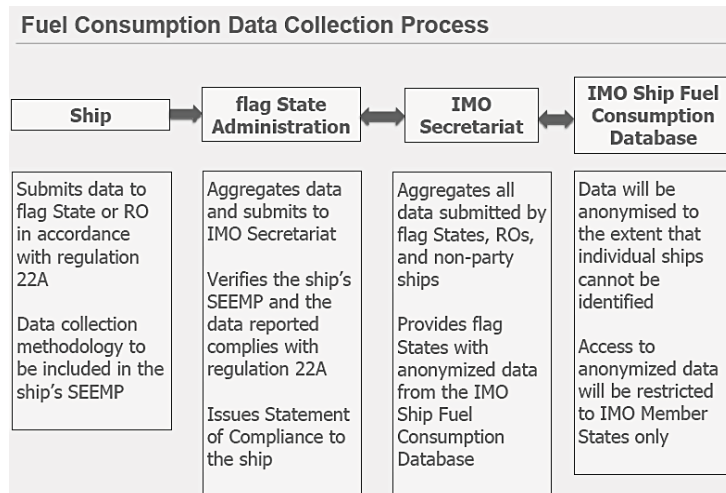 Fuel Consumption Data Collection Process
Ship
flag State
Administration
IMO
Secretariat
IMO Ship Fuel
Consumption
Database
Submits data to
flag State or RO
in accordance
with regulation
22A
Data collection
methodology to
be included in the
ship's SEEMP
Aggregates data
and submits to
IMO Secretariat
Verifies the ship's
SEEMP and the
data reported
complies with
regulation 22A
Issues Statement
of Compliance to
the ship
Aggregates all
data submitted by
flag States, ROs,
and non-party
ships
Provides flag
States with
anonymized data
from the IMO
Ship Fuel
Consumption
Database
Data will be
anonymised to
the extent that
individual ships
cannot be
identified
Access to
anonymized data
will be restricted
to IMO Member
States only